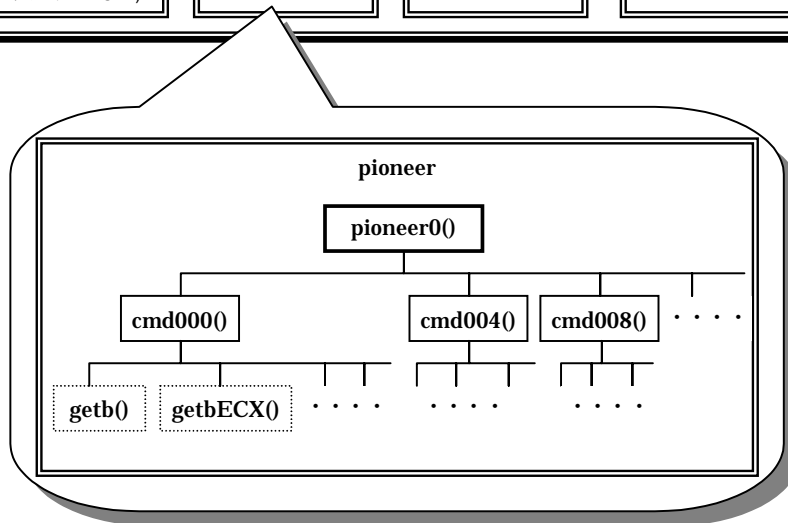 pioneer
pioneer0()
cmd000() cmd004() cmd008() . . . .
getb() getbECX() . . . . . . . . . . . .